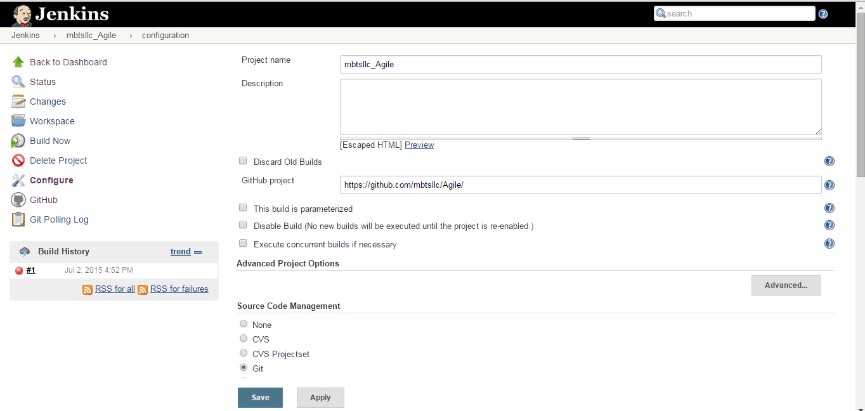 Jenkins
search
Jenkins › mbtsllc_Agile › configuration
Back to Dashboard
Status
Changes
Workspace
Build Now
Delete Project
Configure
GitHub
Git Polling Log
Build History trend
#1 Jul 2, 2015 4:52 PM
RSS for all RSS for failures
Project name mbtsllc_Agile
Description
[Escaped HTML] Preview
Discard Old Builds
GitHub project https://github.com/mbtsllc/Agile/
This build is parameterized
Disable Build (No new builds will be executed until the project is re-enabled.)
Execute concurrent builds if necessary
Advanced Project Options
Advanced...
Source Code Management
None
CVS
CVS Projectset
Git
Save Apply